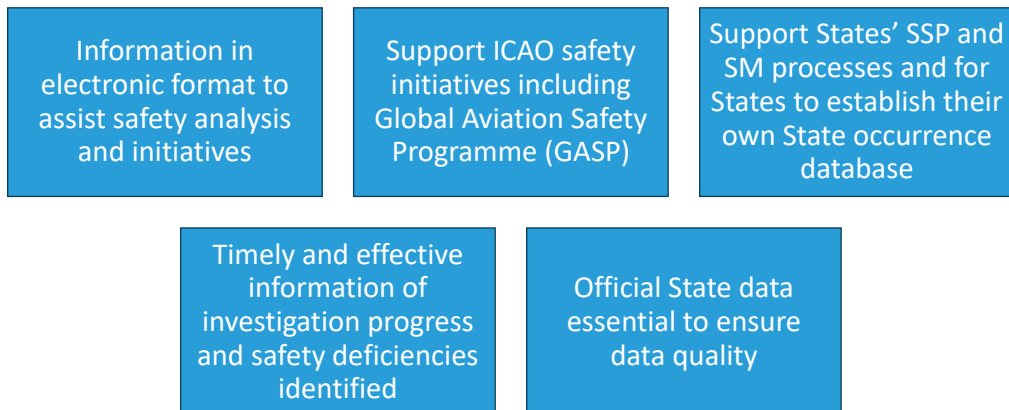 Information in
electronic format to
assist safety analysis
and initiatives
Support ICAO safety
initiatives including
Global Aviation Safety
Programme (GASP)
Support States' SSP and
SM processes and for
States to establish their
own State occurrence
database
Timely and effective
information of
investigation progress
and safety deficiencies
identified
Official State data
essential to ensure
data quality